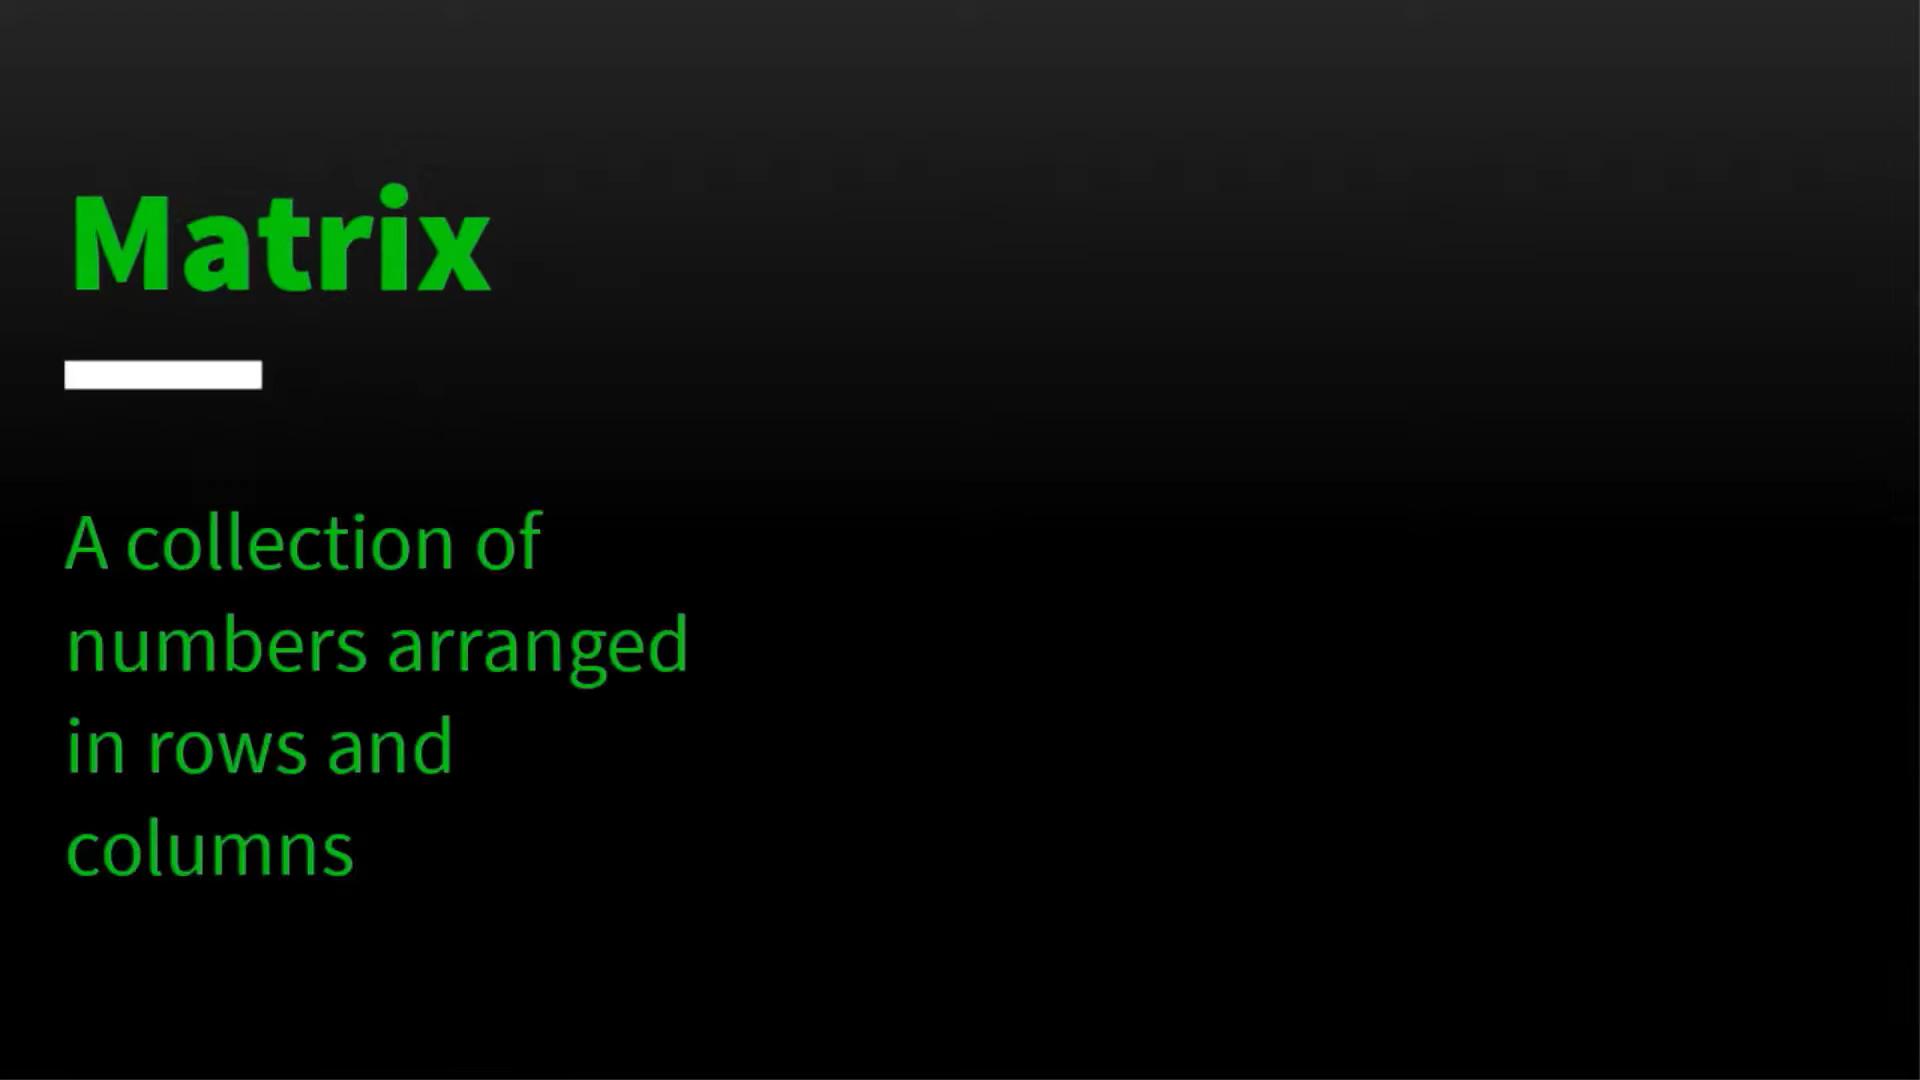 Matrix
A collection of
numbers arranged
in rows and
columns